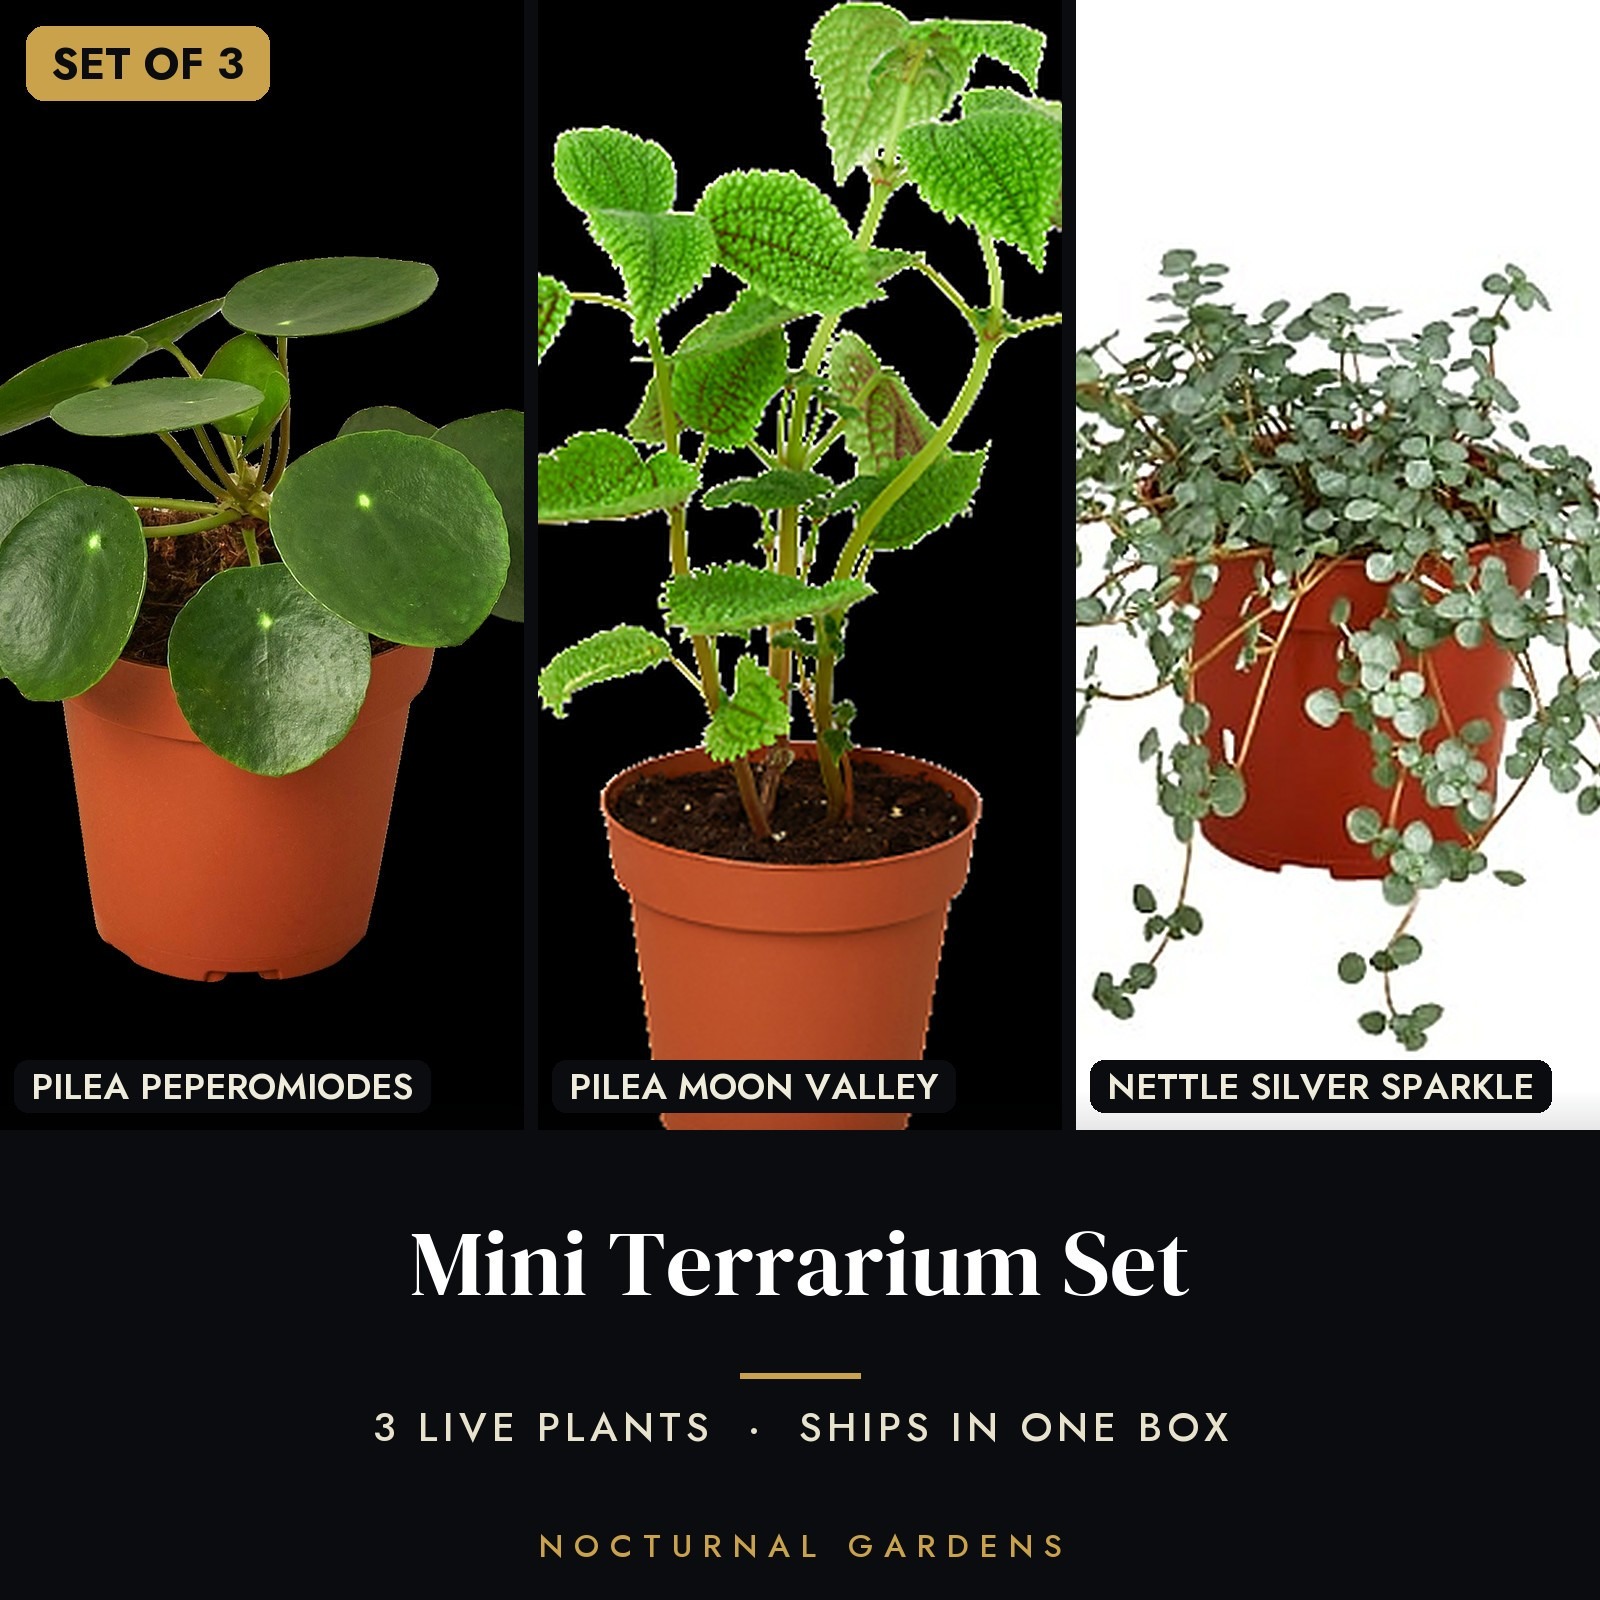 SET OF 3
PILEA PEPEROMIODES
PILEA MOON VALLEY
NETTLE SILVER SPARKLE
Mini Terrarium Set
3 LIVE PLANTS · SHIPS IN ONE BOX
NOCTURNAL GARDENS